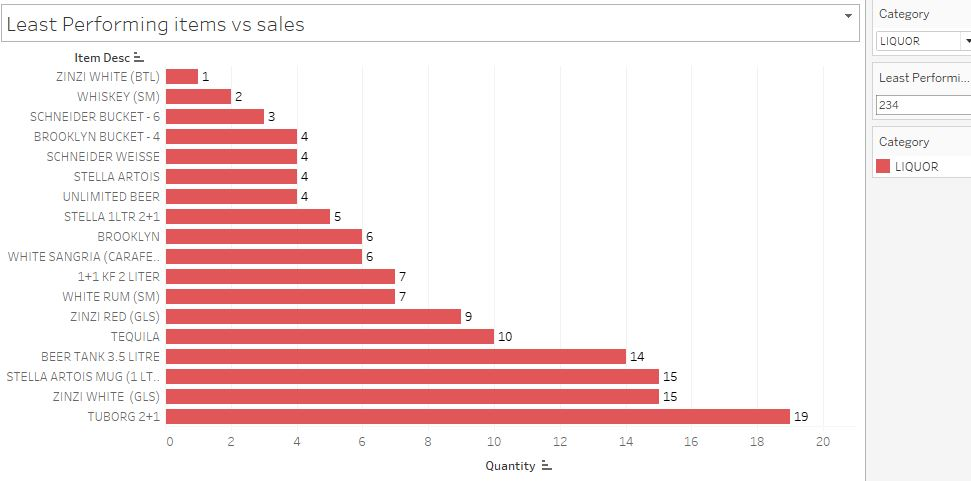 Least Performing items vs sales
Item Desc
ZINZI WHITE (BTL) 1
WHISKEY (SM) 2
SCHNEIDER BUCKET - 6 3
BROOKLYN BUCKET - 4 4
SCHNEIDER WEISSE 4
STELLA ARTOIS 4
UNLIMITED BEER 4
STELLA 1LTR 2+1 5
BROOKLYN 6
WHITE SANGRIA (CARAFE.. 6
1+1 KF 2 LITER 7
WHITE RUM (SM) 7
ZINZI RED (GLS) 9
TEQUILA 10
BEER TANK 3.5 LITRE 14
STELLA ARTOIS MUG (1 LT.. 15
ZINZI WHITE (GLS) 15
TUBORG 2+1 19
0 2 4 6 8 10 12 14 16 18 20
Quantity
Category
LIQUOR
Least Performi...
234
Category
LIQUOR